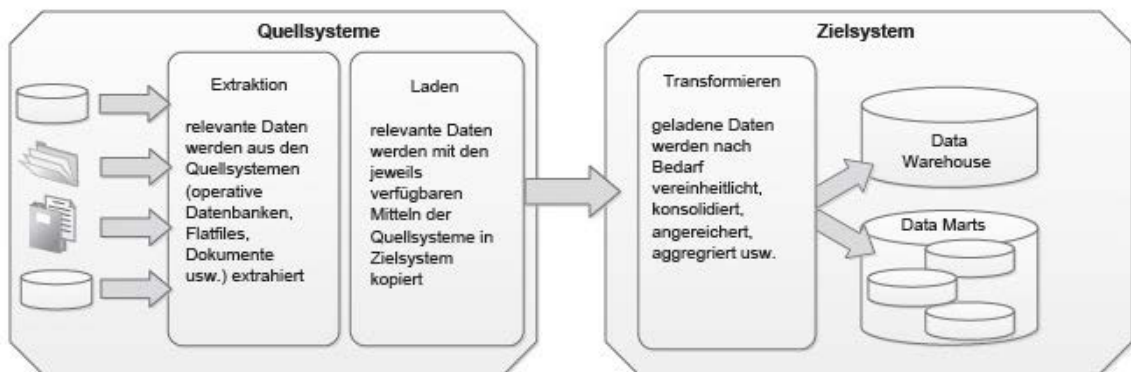 Quellsysteme
Extraktion
relevante Daten
werden aus den
Quellsystemen
(operative
Datenbanken,
Flatfiles,
Dokumente
usw.) extrahiert
Laden
relevante Daten
werden mit den
jeweils
verfügbaren
Mitteln der
Quellsysteme in
Zielsystem
kopiert
Zielsystem
Transformieren
geladene Daten
werden nach
Bedarf
vereinheitlicht,
konsolidiert,
angereichert,
aggregriert usw.
Data
Warehouse
Data Marts